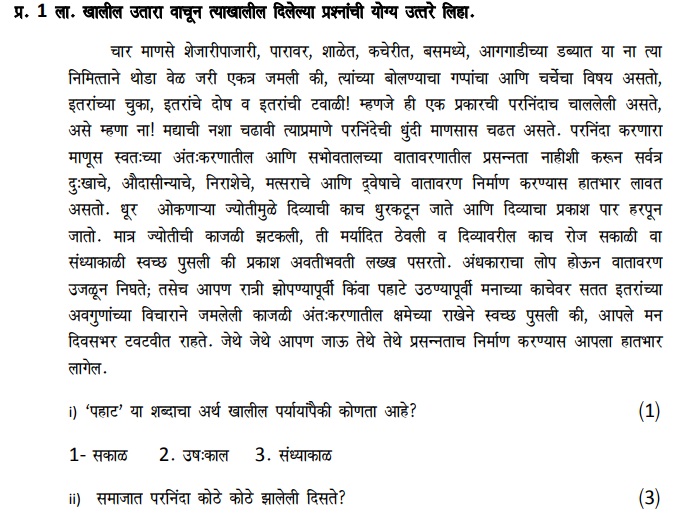 प्र. 1 ला. खालील उतारा वाचून त्याखालील दिलेल्या प्रश्नांची योग्य उत्तरे लिहा.
चार माणसे शेजारीपाजारी, पारावर, शाळेत, कचेरीत, बसमध्ये, आगगाडीच्या डब्यात या ना त्या
निमित्ताने थोडा वेळ जरी एकत्र जमली की, त्यांच्या बोलण्याचा गप्पांचा आणि चर्चेचा विषय असतो,
इतरांच्या चुका, इतरांचे दोष व इतरांची टवाळी! म्हणजे ही एक प्रकारची परनिंदाच चाललेली असते,
असे म्हणा ना! मद्याची नशा चढावी त्याप्रमाणे परनिंदेची धुंदी माणसास चढत असते. परनिंदा करणारा
माणूस स्वतःच्या अंतःकरणातील आणि सभोवतालच्या वातावरणातील प्रसन्नता नाहीशी करून सर्वत्र
दुःखाचे, औदासीन्याचे, निराशेचे, मत्सराचे आणि द्वेषाचे वातावरण निर्माण करण्यास हातभार लावत
असतो. धूर ओकणाऱ्या ज्योतीमुळे दिव्याची काच धुरकटून जाते आणि दिव्याचा प्रकाश पार हरपून
जातो. मात्र ज्योतीची काजळी झटकली, ती मर्यादित ठेवली व दिव्यावरील काच रोज सकाळी वा
संध्याकाळी स्वच्छ पुसली की प्रकाश अवतीभवती लख्ख पसरतो. अंधकाराचा लोप होऊन वातावरण
उजळून निघते; तसेच आपण रात्री झोपण्यापूर्वी किंवा पहाटे उठण्यापूर्वी मनाच्या काचेवर सतत इतरांच्या
अवगुणांच्या विचाराने जमलेली काजळी अंतःकरणातील क्षमेच्या राखेने स्वच्छ पुसली की, आपले मन
दिवसभर टवटवीत राहते. जेथे जेथे आपण जाऊ तेथे तेथे प्रसन्नताच निर्माण करण्यास आपला हातभार
लागेल.
i) ‘पहाट’ या शब्दाचा अर्थ खालील पर्यायांपैकी कोणता आहे? (1)
1- सकाळ 2. उषःकाल 3. संध्याकाळ
ii) समाजात परनिंदा कोठे कोठे झालेली दिसते? (3)